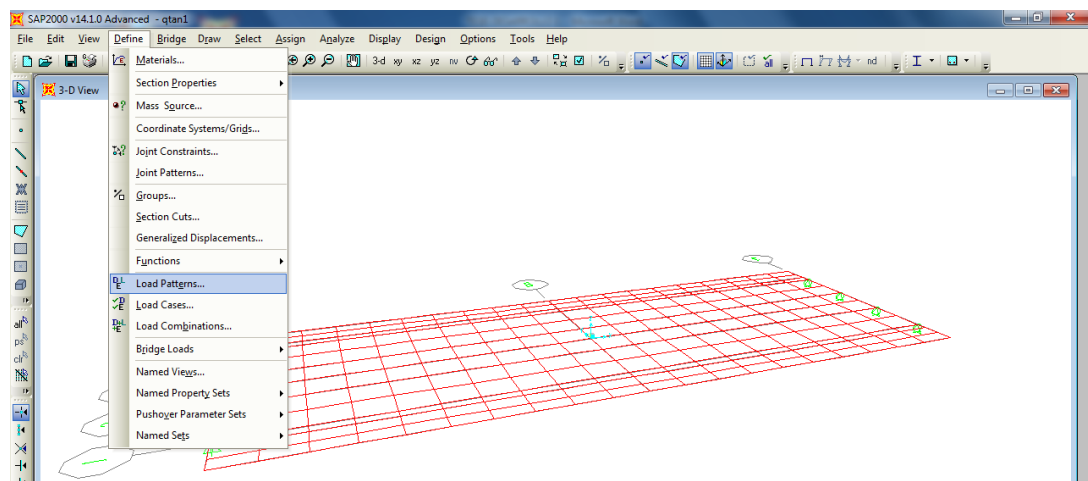 SAP2000 v14.1.0 Advanced - qtan1
File Edit View Define Bridge Draw Select Assign Analyze Display Design Options Tools Help
3-d xy xz yz nv
nd
3-D View
Materials...
Section Properties
Mass Source...
Coordinate Systems/Grids...
Joint Constraints...
Joint Patterns...
Groups...
Section Cuts...
Generalized Displacements...
Functions
Load Patterns...
Load Cases...
Load Combinations...
Bridge Loads
Named Views...
Named Property Sets
Pushover Parameter Sets
Named Sets
all
ps
clr